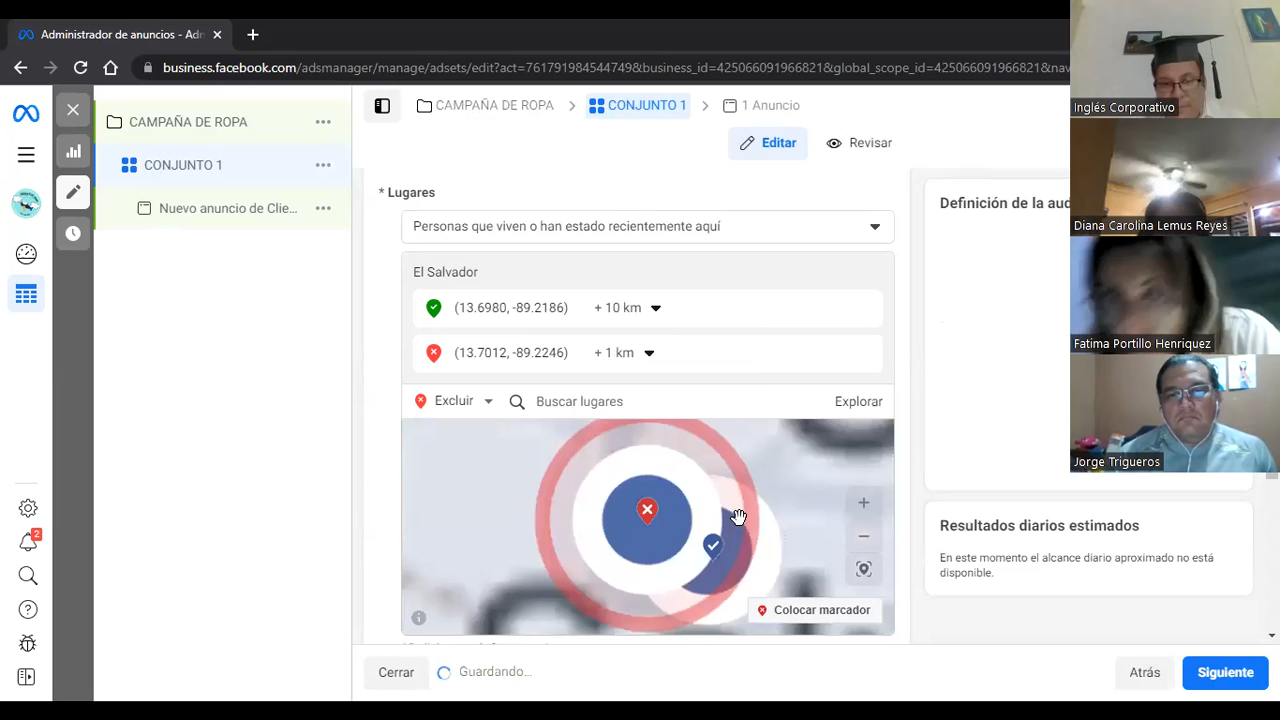 Administrador de anuncios - Adr
business.facebook.com/adsmanager/manage/adsets/edit?act=761791984544749&business_id=425066091966821&global_scope_id=425066091966821&nav
CAMPAÑA DE ROPA
CONJUNTO 1
1 Anuncio
Editar
Revisar
CAMPAÑA DE ROPA
CONJUNTO 1
Nuevo anuncio de Clie...
* Lugares
Personas que viven o han estado recientemente aquí
El Salvador
(13.6980, -89.2186) + 10 km
(13.7012, -89.2246) + 1 km
Excluir
Buscar lugares
Explorar
Colocar marcador
Definición de la aud
Resultados diarios estimados
En este momento el alcance diario aproximado no está
disponible.
Cerrar
Guardando...
Atrás
Siguiente
2
Inglés Corporativo
Diana Carolina Lemus Reyes
Fatima Portillo Henriquez
Jorge Trigueros